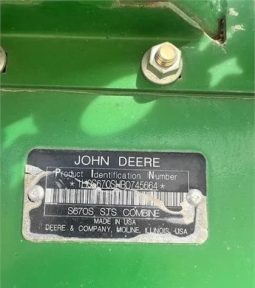 JOHN DEERE
Product Identification Number
S670S STS COMBINE
MADE IN USA
DEERE & COMPANY, MOLINE, ILLINOIS, USA